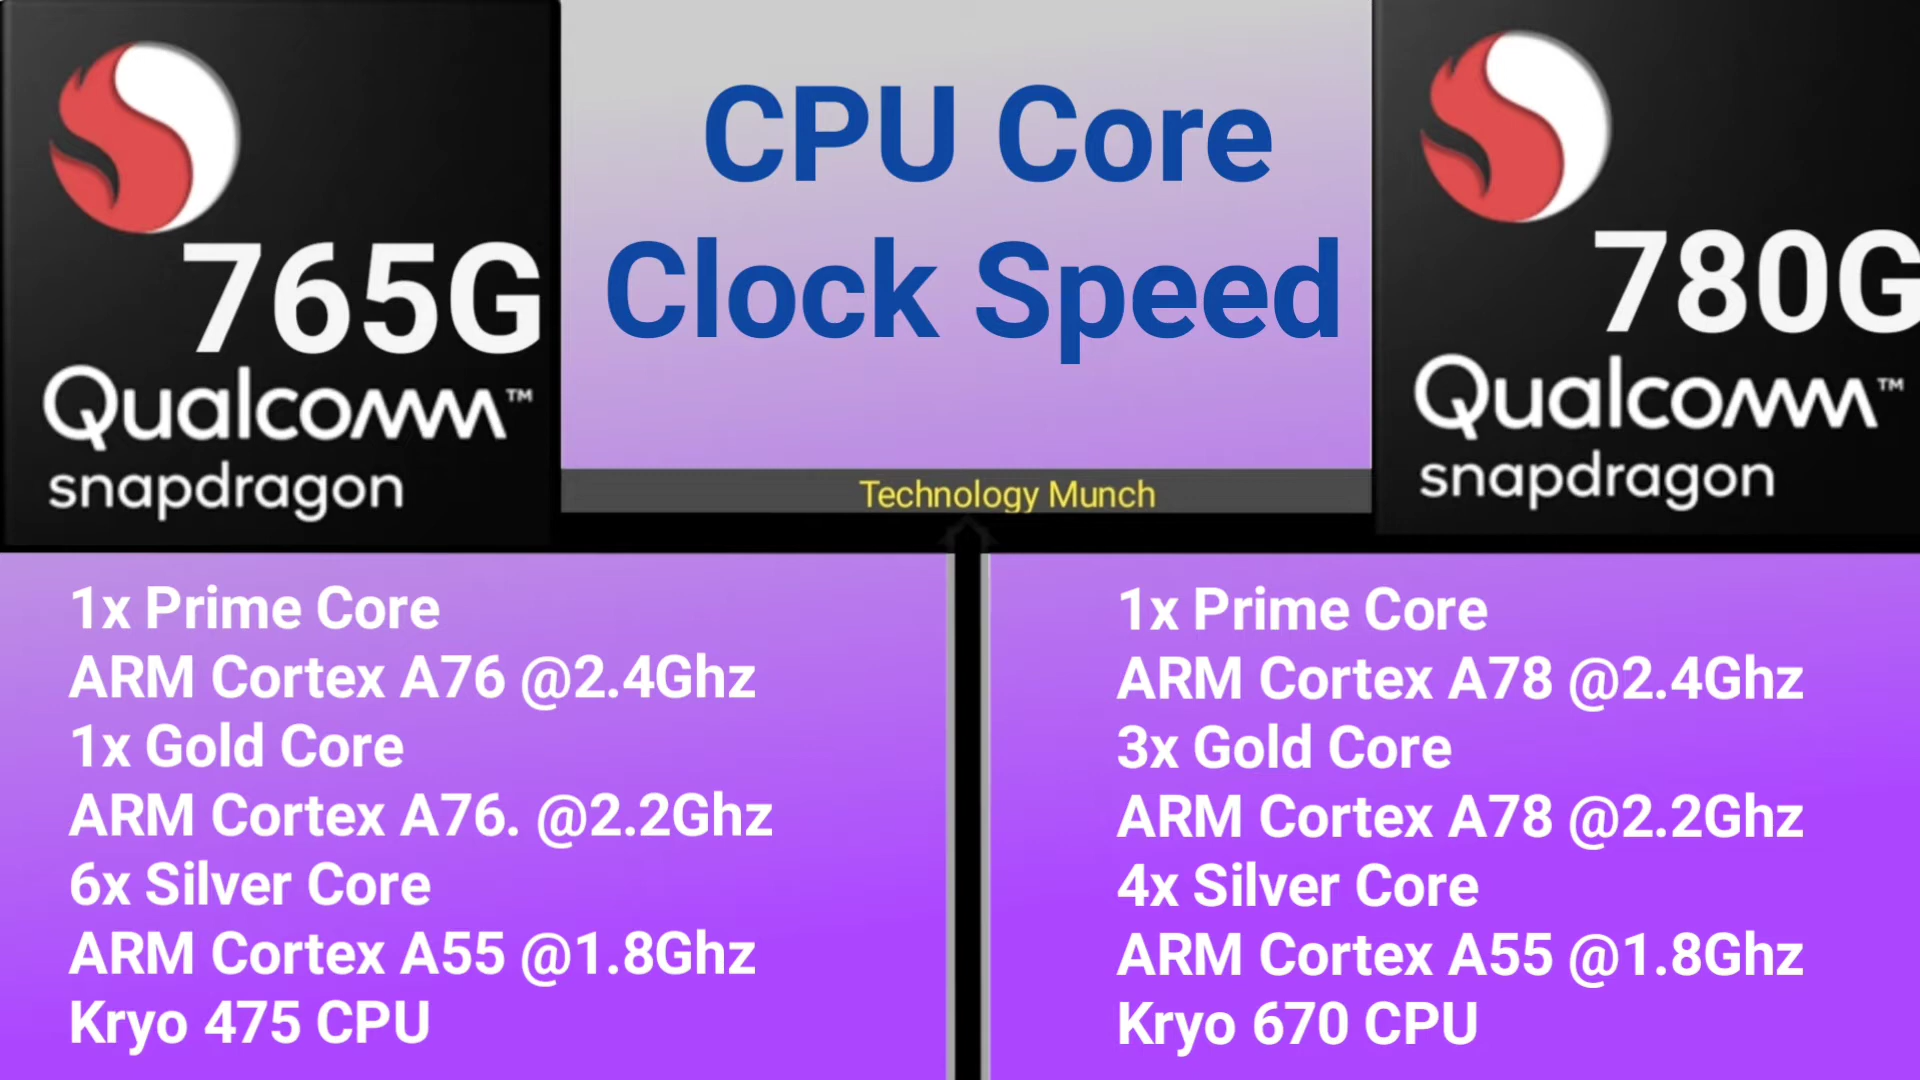 765G
Qualcomm™
snapdragon
CPU Core
Clock Speed
Technology Munch
780G
Qualcomm™
snapdragon
1x Prime Core
ARM Cortex A76 @2.4Ghz
1x Gold Core
ARM Cortex A76. @2.2Ghz
6x Silver Core
ARM Cortex A55 @1.8Ghz
Kryo 475 CPU
1x Prime Core
ARM Cortex A78 @2.4Ghz
3x Gold Core
ARM Cortex A78 @2.2Ghz
4x Silver Core
ARM Cortex A55 @1.8Ghz
Kryo 670 CPU